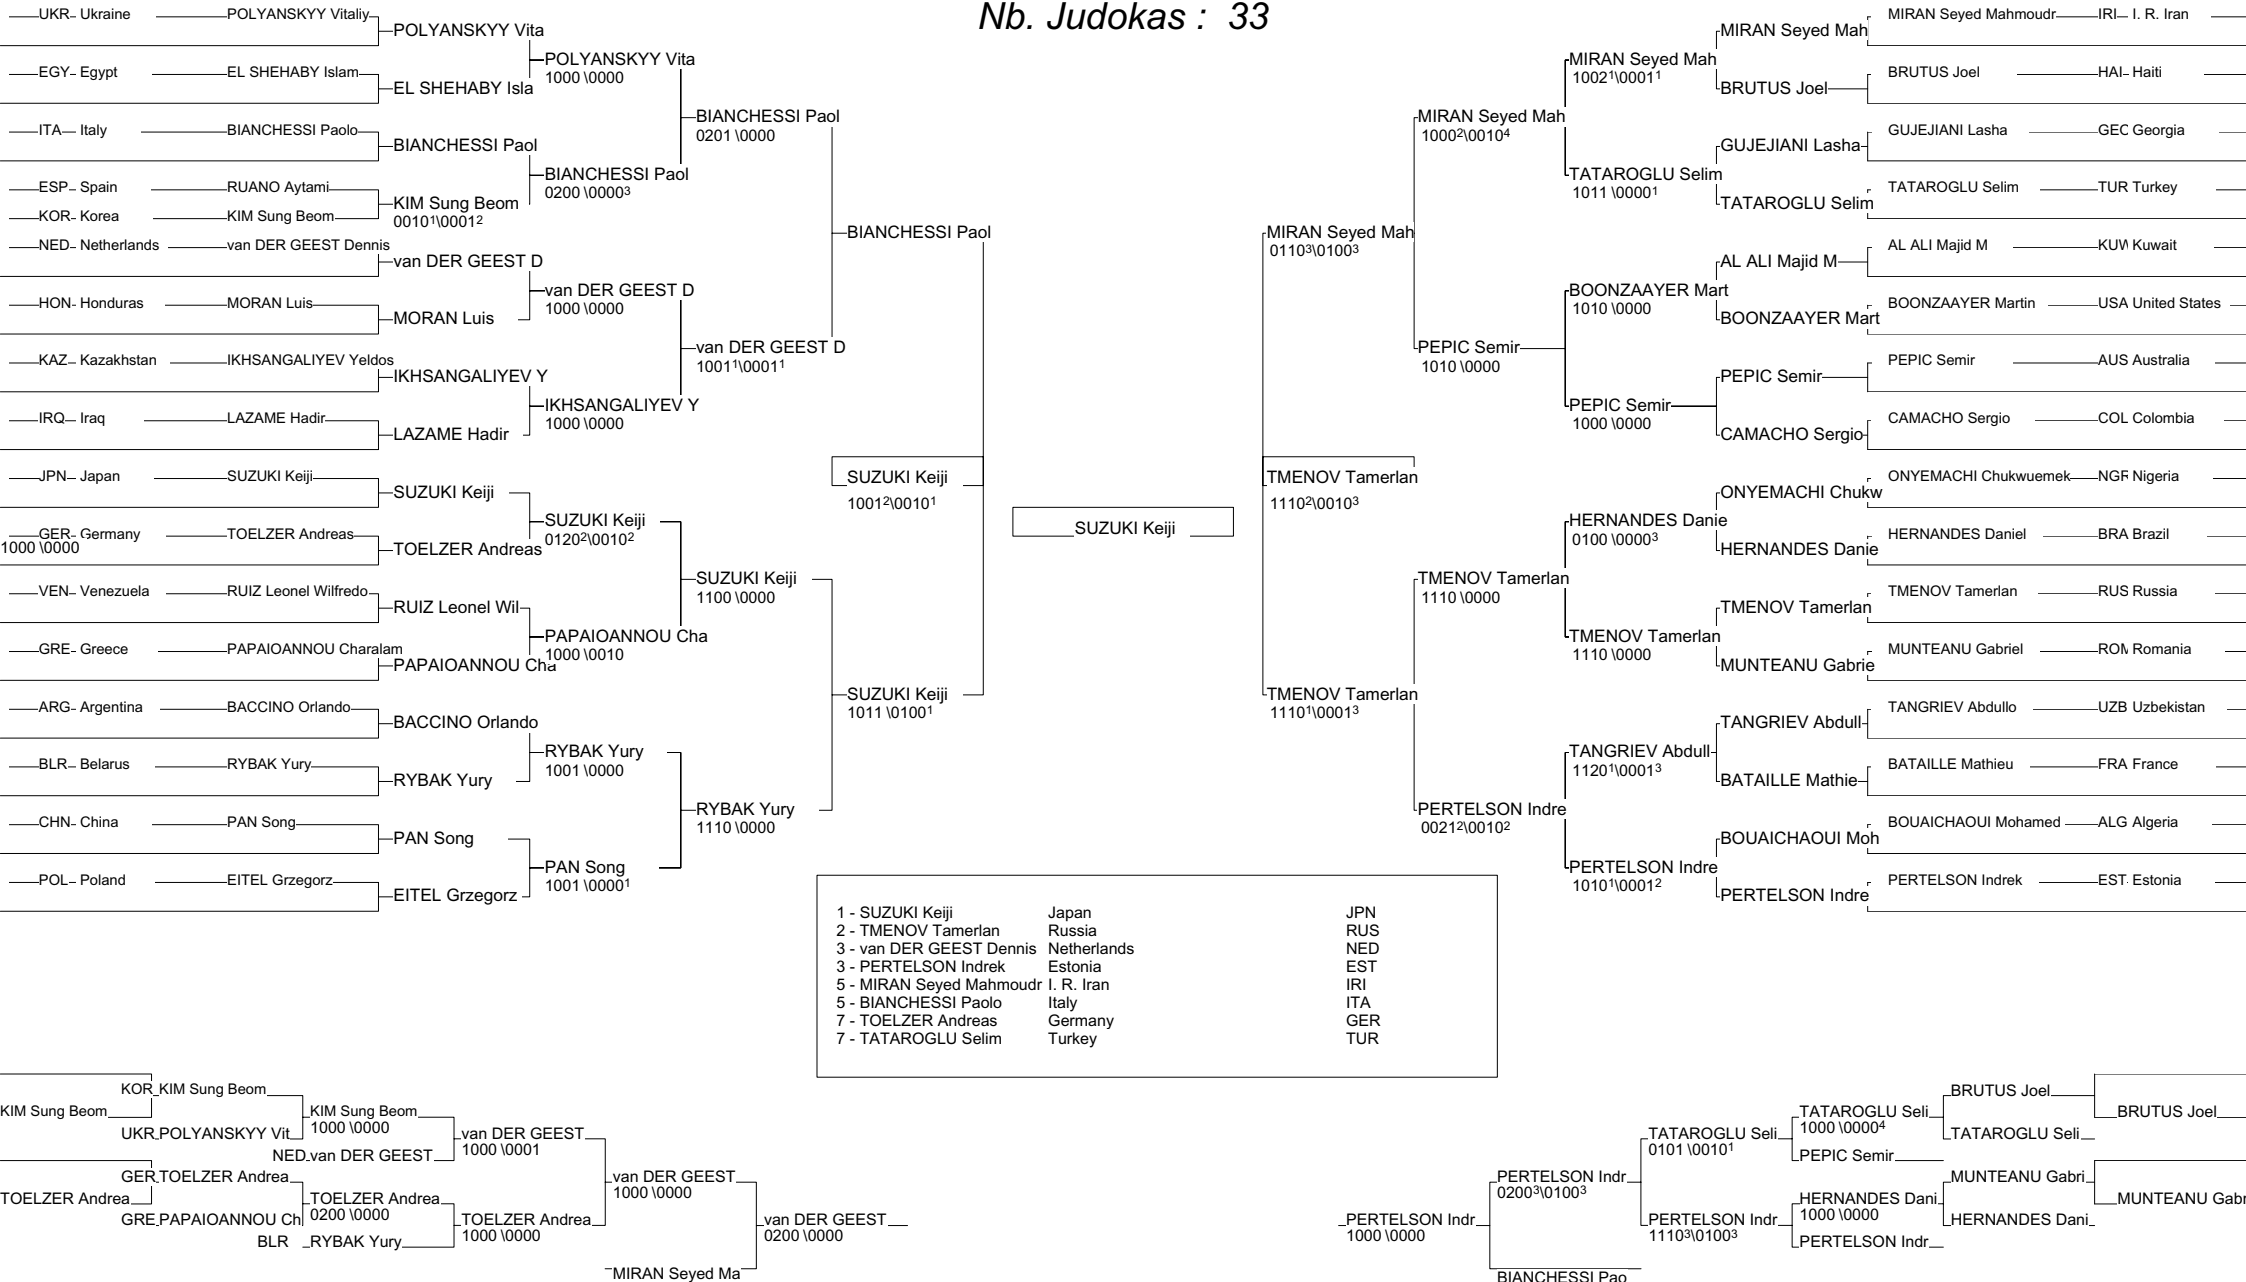 Nb. Judokas : 33
UKR Ukraine POLYANSKYY Vitaliy
EGY Egypt EL SHEHABY Islam
ITA Italy BIANCHESSI Paolo
ESP Spain RUANO Aytami
KOR Korea KIM Sung Beom
NED Netherlands van DER GEEST Dennis
HON Honduras MORAN Luis
KAZ Kazakhstan IKHSANGALIYEV Yeldos
IRQ Iraq LAZAME Hadir
JPN Japan SUZUKI Keiji
GER Germany TOELZER Andreas
1000 \0000
VEN Venezuela RUIZ Leonel Wilfredo
GRE Greece PAPAIOANNOU Charalam
ARG Argentina BACCINO Orlando
BLR Belarus RYBAK Yury
CHN China PAN Song
POL Poland EITEL Grzegorz
POLYANSKYY Vita
EL SHEHABY Isla
BIANCHESSI Paol
KIM Sung Beom
0010¹\0001²
van DER GEEST D
MORAN Luis
IKHSANGALIYEV Y
LAZAME Hadir
SUZUKI Keiji
TOELZER Andreas
RUIZ Leonel Wil
PAPAIOANNOU Cha
BACCINO Orlando
RYBAK Yury
PAN Song
EITEL Grzegorz
POLYANSKYY Vita
1000 \0000
BIANCHESSI Paol
0200 \0000³
van DER GEEST D
1000 \0000
IKHSANGALIYEV Y
1000 \0000
SUZUKI Keiji
0120²\0010²
PAPAIOANNOU Cha
1000 \0010
RYBAK Yury
1001 \0000
PAN Song
1001 \0000¹
BIANCHESSI Paol
0201 \0000
van DER GEEST D
1001¹\0001¹
SUZUKI Keiji
1100 \0000
RYBAK Yury
1110 \0000
BIANCHESSI Paol
SUZUKI Keiji
1001²\0010¹
SUZUKI Keiji
1011 \0100¹
SUZUKI Keiji
MIRAN Seyed Mah
0110³\0100³
TMENOV Tamerlan
1110²\0010³
TMENOV Tamerlan
1110¹\0001³
MIRAN Seyed Mah
1000²\0010⁴
PEPIC Semir
1010 \0000
TMENOV Tamerlan
1110 \0000
PERTELSON Indre
0021²\0010²
MIRAN Seyed Mah
1002¹\0001¹
TATAROGLU Selim
1011 \0000¹
BOONZAAYER Mart
1010 \0000
PEPIC Semir
1000 \0000
HERNANDES Danie
0100 \0000³
TMENOV Tamerlan
1110 \0000
TANGRIEV Abdull
1120¹\0001³
PERTELSON Indre
1010¹\0001²
MIRAN Seyed Mah
BRUTUS Joel
GUJEJIANI Lasha
TATAROGLU Selim
AL ALI Majid M
BOONZAAYER Mart
PEPIC Semir
CAMACHO Sergio
ONYEMACHI Chukw
HERNANDES Danie
TMENOV Tamerlan
MUNTEANU Gabrie
TANGRIEV Abdull
BATAILLE Mathie
BOUAICHAOUI Moh
PERTELSON Indre
MIRAN Seyed Mahmoudr IRI I. R. Iran
BRUTUS Joel HAI Haiti
GUJEJIANI Lasha GEC Georgia
TATAROGLU Selim TUR Turkey
AL ALI Majid M KUW Kuwait
BOONZAAYER Martin USA United States
PEPIC Semir AUS Australia
CAMACHO Sergio COL Colombia
ONYEMACHI Chukwuemek NGR Nigeria
HERNANDES Daniel BRA Brazil
TMENOV Tamerlan RUS Russia
MUNTEANU Gabriel ROM Romania
TANGRIEV Abdullo UZB Uzbekistan
BATAILLE Mathieu FRA France
BOUAICHAOUI Mohamed ALG Algeria
PERTELSON Indrek EST Estonia
1 - SUZUKI Keiji Japan JPN
2 - TMENOV Tamerlan Russia RUS
3 - van DER GEEST Dennis Netherlands NED
3 - PERTELSON Indrek Estonia EST
5 - MIRAN Seyed Mahmoudr I. R. Iran IRI
5 - BIANCHESSI Paolo Italy ITA
7 - TOELZER Andreas Germany GER
7 - TATAROGLU Selim Turkey TUR
KIM Sung Beom
TOELZER Andrea
KOR KIM Sung Beom
UKR POLYANSKYY Vit
GER TOELZER Andrea
GRE PAPAIOANNOU Ch
KIM Sung Beom
1000 \0000
NED van DER GEEST
TOELZER Andrea
0200 \0000
BLR RYBAK Yury
van DER GEEST
1000 \0001
TOELZER Andrea
1000 \0000
van DER GEEST
1000 \0000
MIRAN Seyed Ma
van DER GEEST
0200 \0000
PERTELSON Indr
1000 \0000
PERTELSON Indr
0200³\0100³
BIANCHESSI Pao
TATAROGLU Seli
0101 \0010¹
PERTELSON Indr
1110³\0100³
TATAROGLU Seli
1000 \0000⁴
PEPIC Semir
HERNANDES Dani
1000 \0000
PERTELSON Indr
BRUTUS Joel
TATAROGLU Seli
MUNTEANU Gabri
HERNANDES Dani
BRUTUS Joel
MUNTEANU Gabr